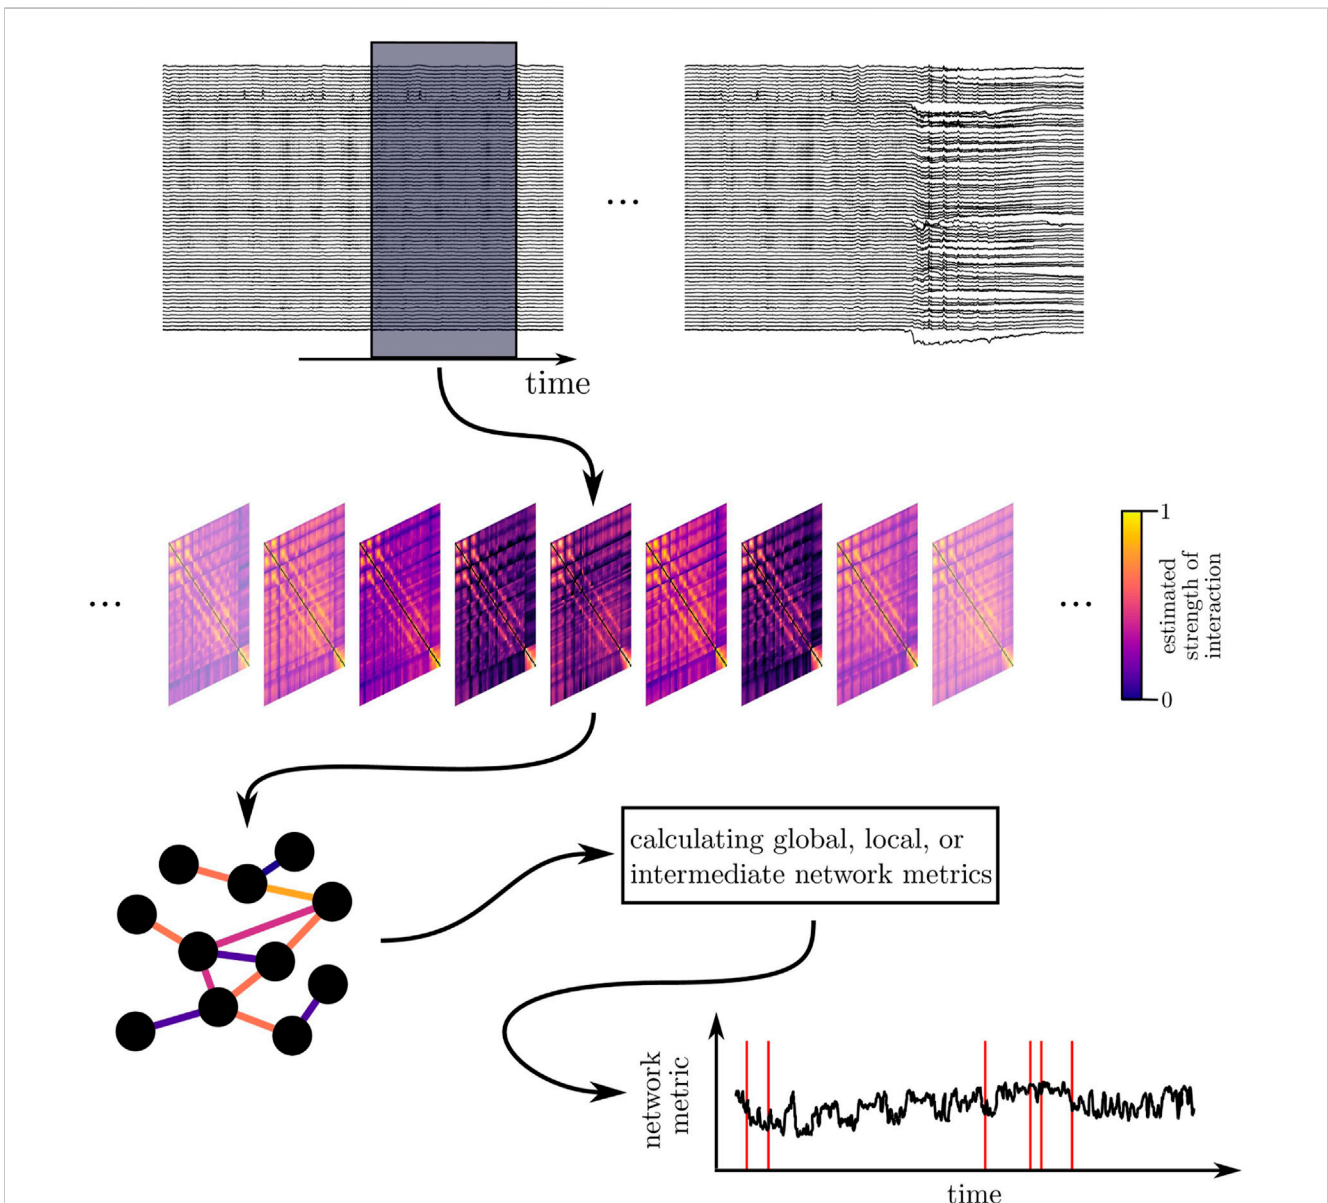 ...
time
...
...
1
estimated
strength of
interaction
0
calculating global, local, or
intermediate network metrics
network
metric
time